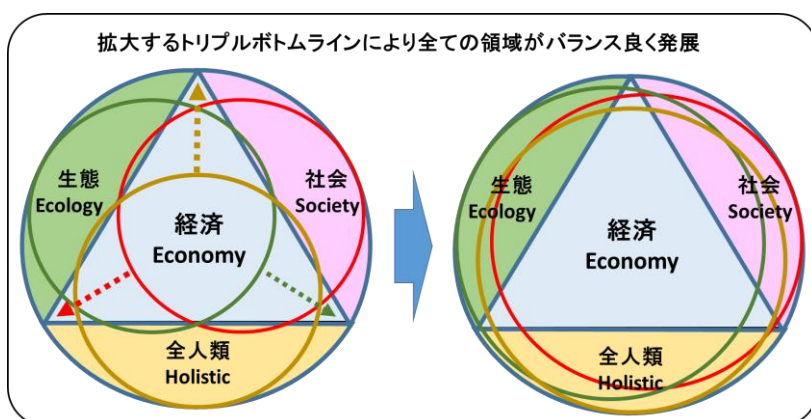 拡大するトリプルボトムラインにより全ての領域がバランス良く発展
生態
Ecology
社会
Society
経済
Economy
全人類
Holistic
生態
Ecology
社会
Society
経済
Economy
全人類
Holistic